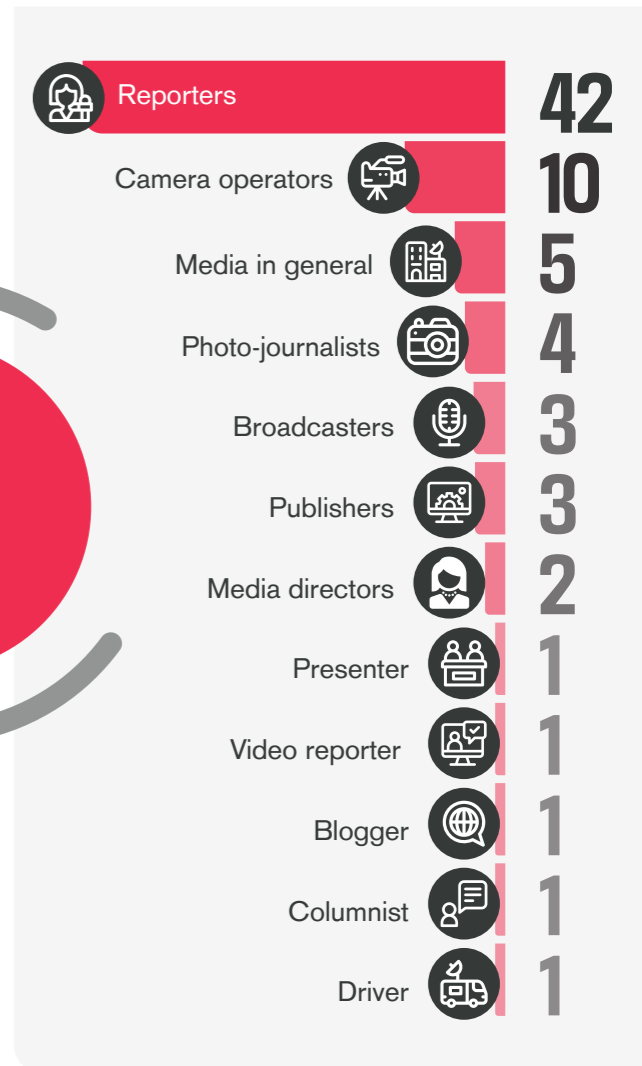 Reporters 42
Camera operators 10
Media in general 5
Photo-journalists 4
Broadcasters 3
Publishers 3
Media directors 2
Presenter 1
Video reporter 1
Blogger 1
Columnist 1
Driver 1